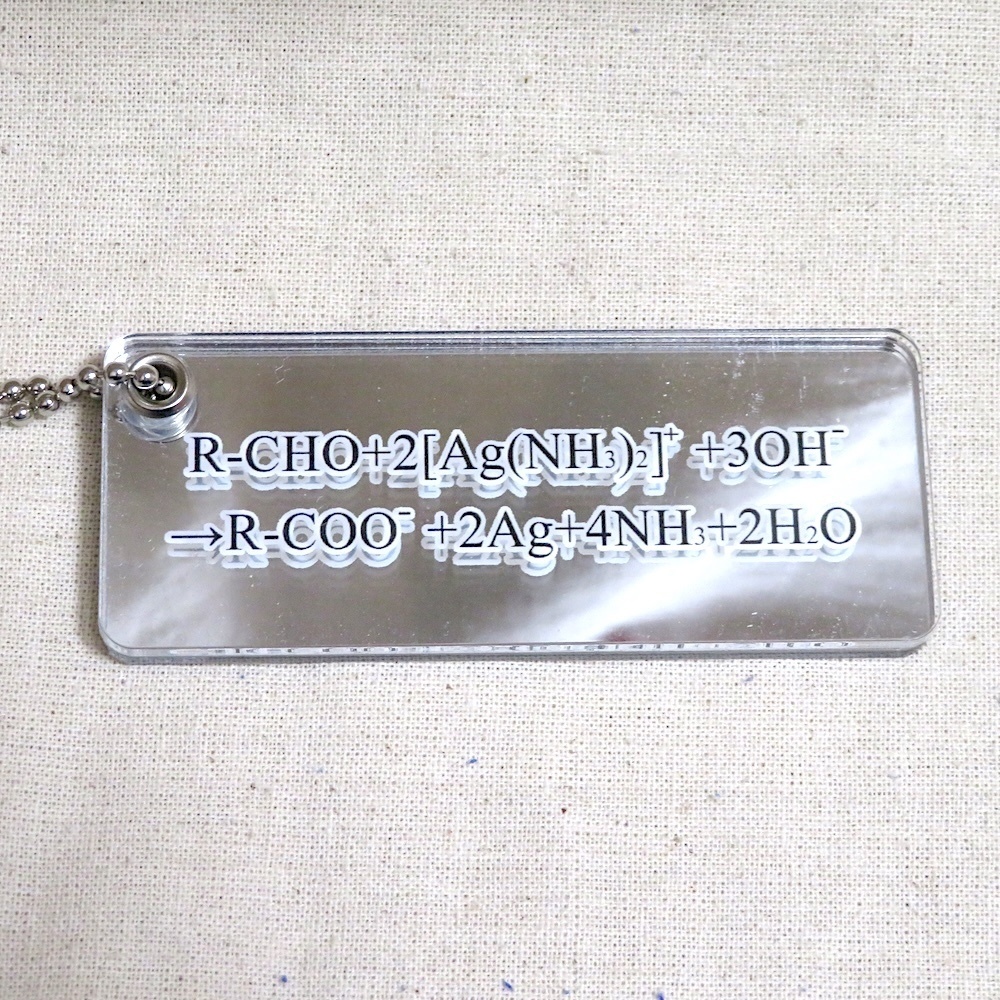 R-CHO+2[Ag(NH₃)₂]⁺ +3OH⁻
→R-COO⁻ +2Ag+4NH₃+2H₂O